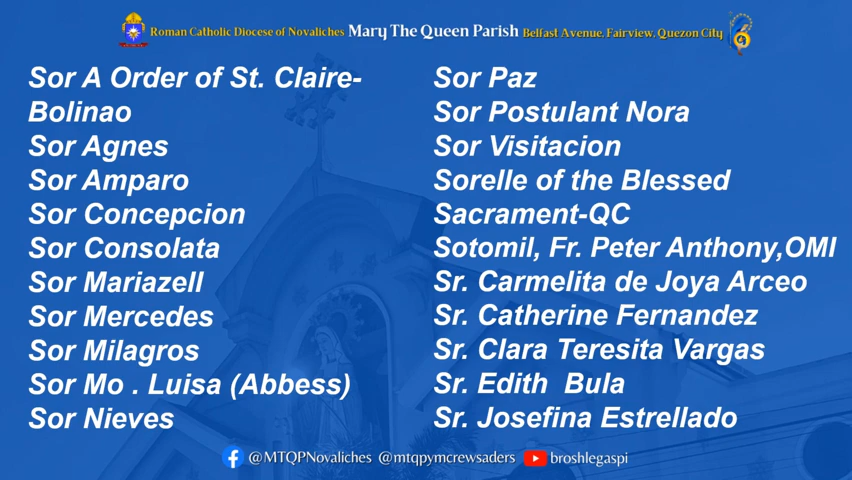 Roman Catholic Diocese of Novaliches Mary The Queen Parish Belfast Avenue, Fairview, Quezon City
Sor A Order of St. Claire-
Bolinao
Sor Agnes
Sor Amparo
Sor Concepcion
Sor Consolata
Sor Mariazell
Sor Mercedes
Sor Milagros
Sor Mo . Luisa (Abbess)
Sor Nieves
Sor Paz
Sor Postulant Nora
Sor Visitacion
Sorelle of the Blessed
Sacrament-QC
Sotomil, Fr. Peter Anthony,OMI
Sr. Carmelita de Joya Arceo
Sr. Catherine Fernandez
Sr. Clara Teresita Vargas
Sr. Edith  Bula
Sr. Josefina Estrellado
@MTQPNovaliches @mtqpymcrewsaders broshlegaspi